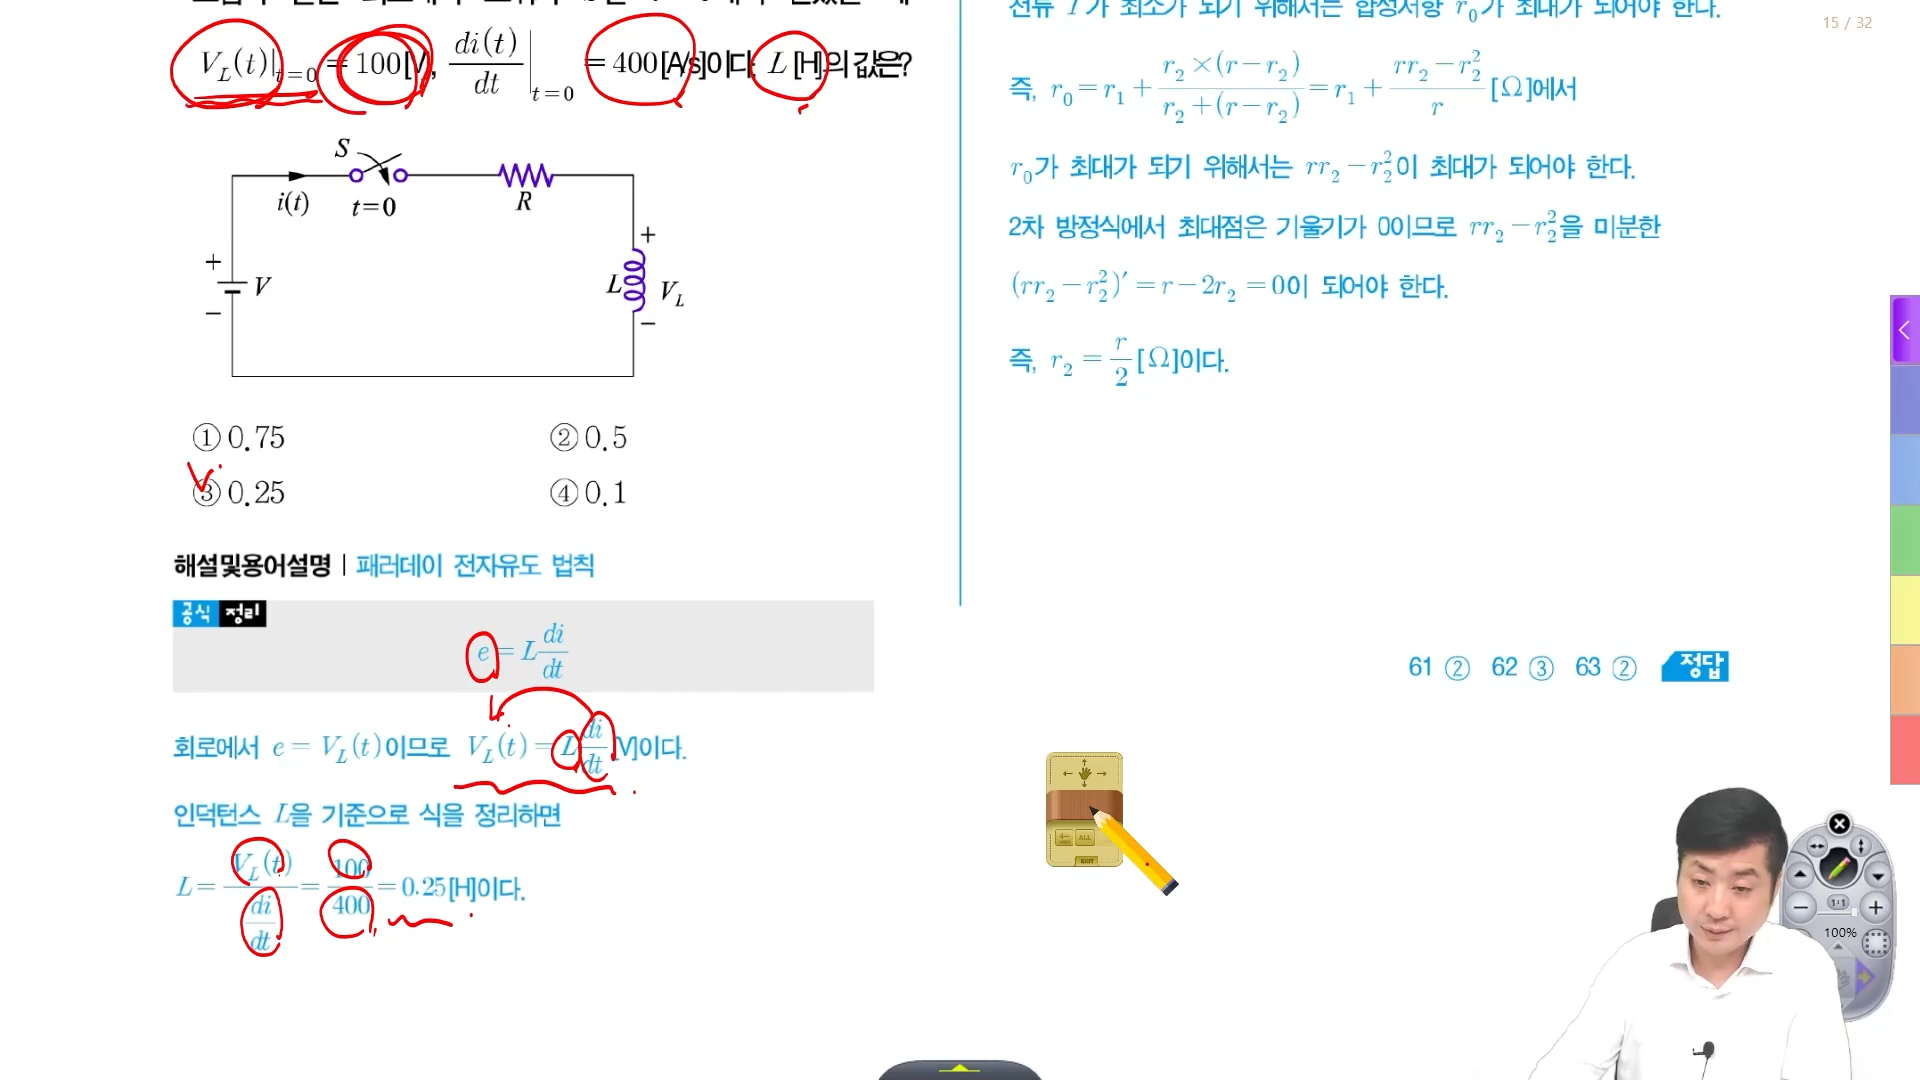 V_L(t)|_{t=0} = 100[V], di(t)/dt|_{t=0} = 400[A/s]이다. L[H]의 값은?
S
i(t) t=0 R
+ V −
L + V_L −
① 0.75 ② 0.5
③ 0.25 ④ 0.1
해설및용어설명 | 패러데이 전자유도 법칙
공식 정리
e = L di/dt
회로에서 e = V_L(t)이므로 V_L(t) = L di/dt [V]이다.
인덕턴스 L을 기준으로 식을 정리하면
L = V_L(t) / (di/dt) = 100/400 = 0.25[H]이다.
전류 I가 최소가 되기 위해서는 합성저항 r_0가 최대가 되어야 한다.
즉, r_0 = r_1 + (r_2×(r−r_2))/(r_2+(r−r_2)) = r_1 + (rr_2−r_2^2)/r [Ω]에서
r_0가 최대가 되기 위해서는 rr_2−r_2^2이 최대가 되어야 한다.
2차 방정식에서 최대점은 기울기가 0이므로 rr_2−r_2^2을 미분한
(rr_2−r_2^2)′ = r−2r_2 = 0이 되어야 한다.
즉, r_2 = r/2 [Ω]이다.
61 ② 62 ③ 63 ② 정답
15 / 32
ALL
EXIT
1:1
100%